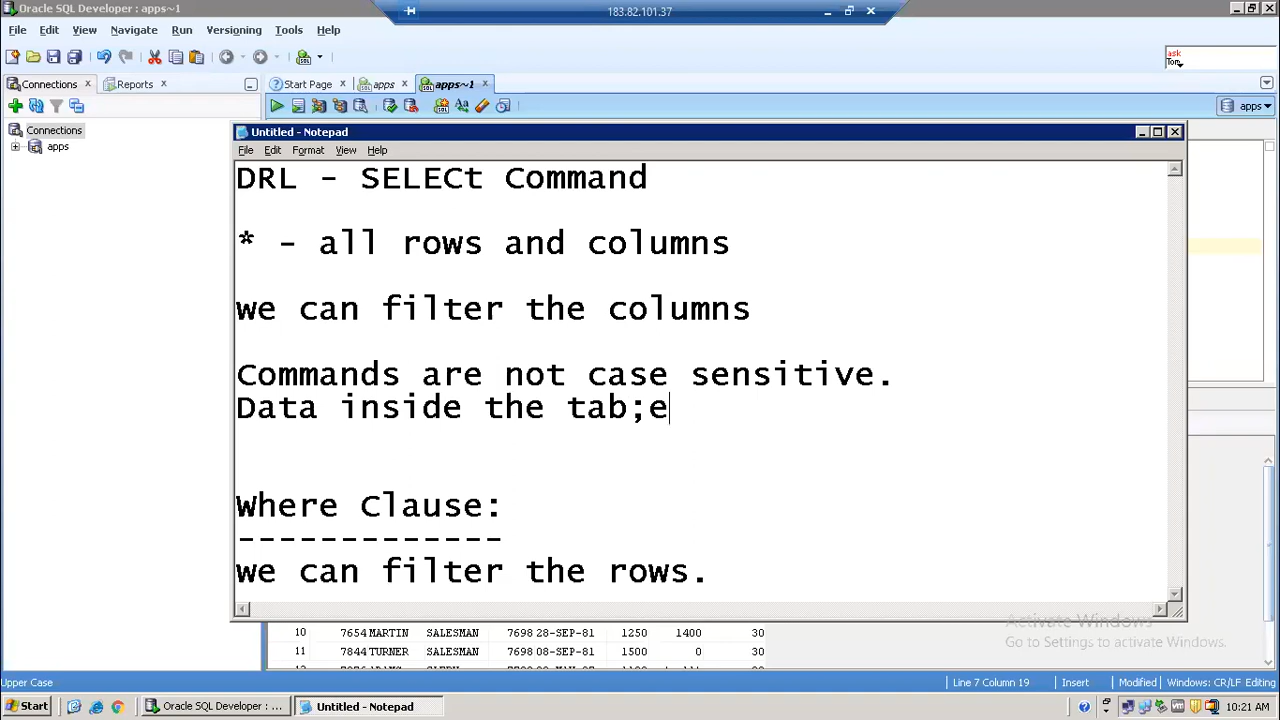 Oracle SQL Developer : apps~1
183.82.101.37
File Edit View Navigate Run Versioning Tools Help
ask
Tom
Connections Reports Start Page apps apps~1
apps
Connections
apps
Untitled - Notepad
File Edit Format View Help
DRL - SELECt Command
* - all rows and columns
we can filter the columns
Commands are not case sensitive.
Data inside the tab;e
Where Clause:
-------------
we can filter the rows.
10 7654 MARTIN SALESMAN 7698 28-SEP-81 1250 1400 30
11 7844 TURNER SALESMAN 7698 08-SEP-81 1500 0 30
Activate Windows
Go to Settings to activate Windows.
Upper Case Line 7 Column 19 Insert Modified Windows: CR/LF Editing
Start Oracle SQL Developer : ... Untitled - Notepad 10:21 AM